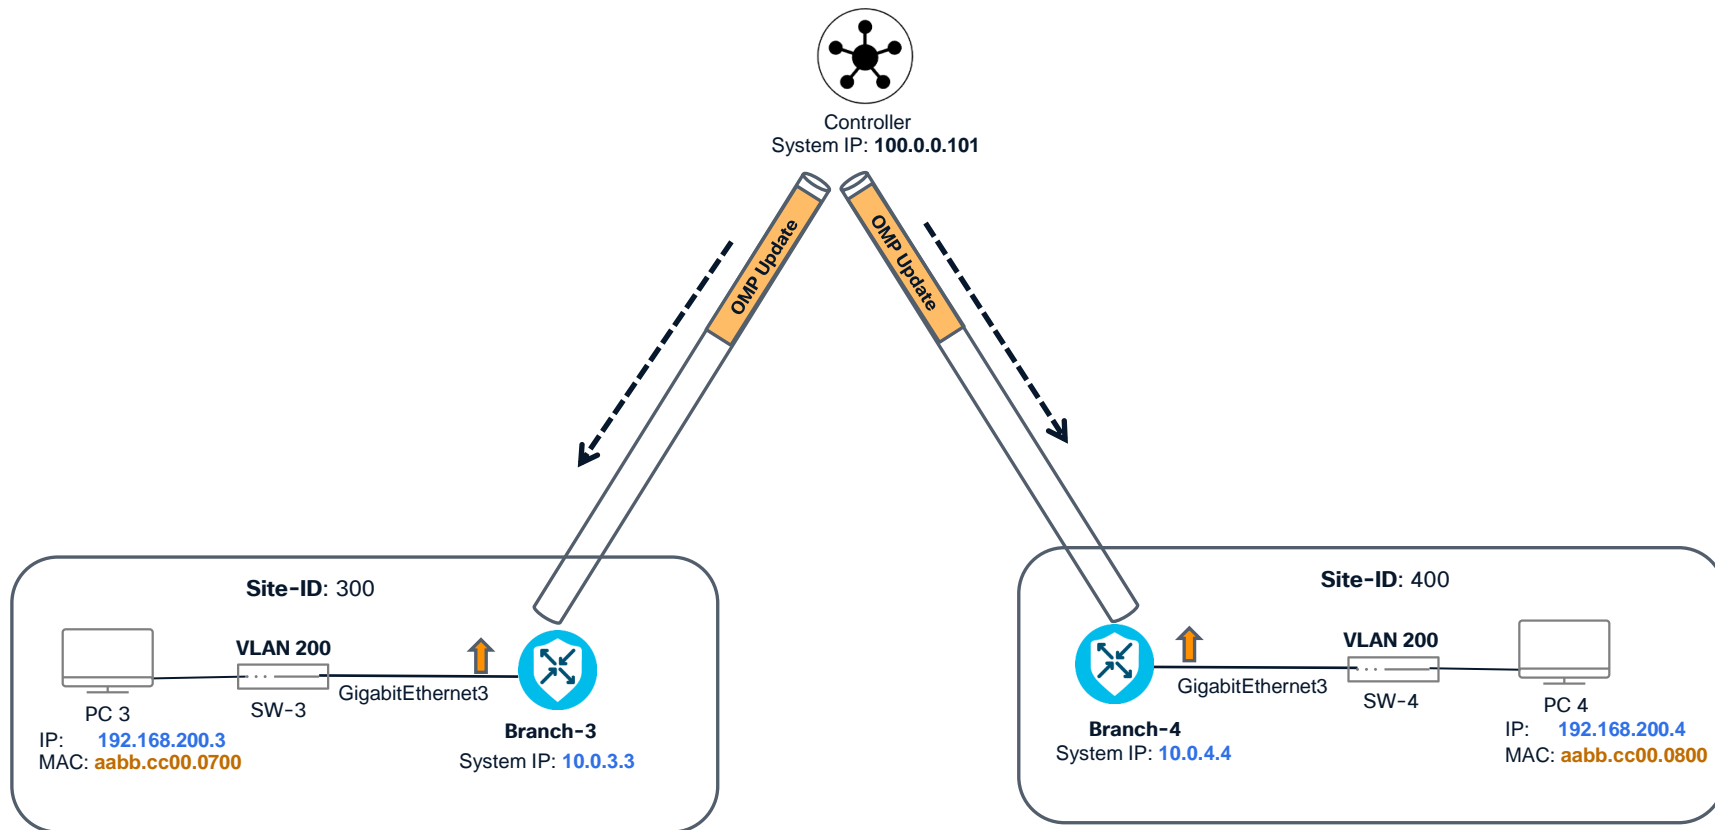 Controller
System IP: 100.0.0.101
OMP Update
OMP Update
Site-ID: 300
VLAN 200
GigabitEthernet3
SW-3
PC 3
IP: 192.168.200.3
MAC: aabb.cc00.0700
Branch-3
System IP: 10.0.3.3
Site-ID: 400
VLAN 200
GigabitEthernet3
SW-4
PC 4
IP: 192.168.200.4
MAC: aabb.cc00.0800
Branch-4
System IP: 10.0.4.4